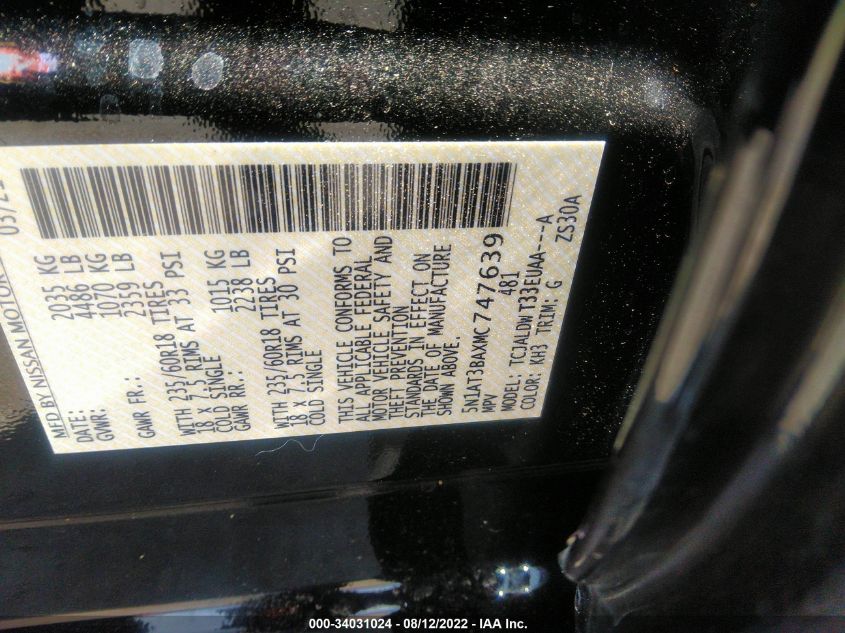 MFD BY NISSAN MOTOR
DATE: 03/21
GVWR: 2035 KG
4486 LB
GAWR FR.: 1070 KG
2359 LB
WITH 235/60R18 TIRES
18 X 7.5 RIMS AT 33 PSI
COLD SINGLE
GAWR RR.: 1015 KG
2238 LB
WITH 235/60R18 TIRES
18 X 7.5 RIMS AT 30 PSI
COLD SINGLE
THIS VEHICLE CONFORMS TO
ALL APPLICABLE FEDERAL
MOTOR VEHICLE SAFETY AND
THEFT PREVENTION
STANDARDS IN EFFECT ON
THE DATE OF MANUFACTURE
SHOWN ABOVE.
5N1AT3BAXMC747639
MPV 481
MODEL: TCJALDWT33EUAA----A
COLOR: KH3 TRIM: G ZS30A
000-34031024 - 08/12/2022 - IAA Inc.